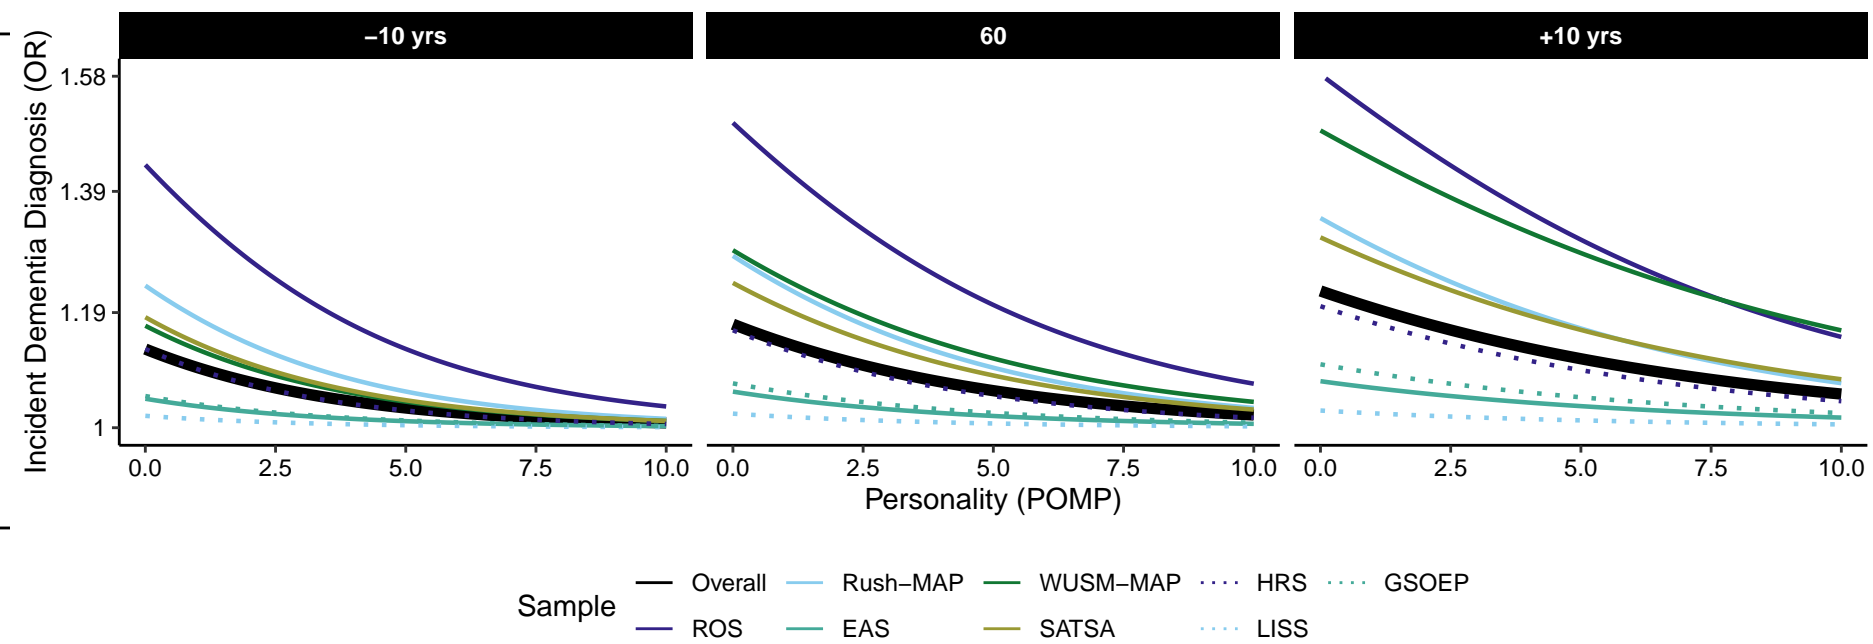 −10 yrs 60 +10 yrs
Incident Dementia Diagnosis (OR)
1.58
1.39
1.19
1
0.0 2.5 5.0 7.5 10.0 0.0 2.5 5.0 7.5 10.0 0.0 2.5 5.0 7.5 10.0
Personality (POMP)
Sample
Overall Rush−MAP WUSM−MAP HRS GSOEP
ROS EAS SATSA LISS